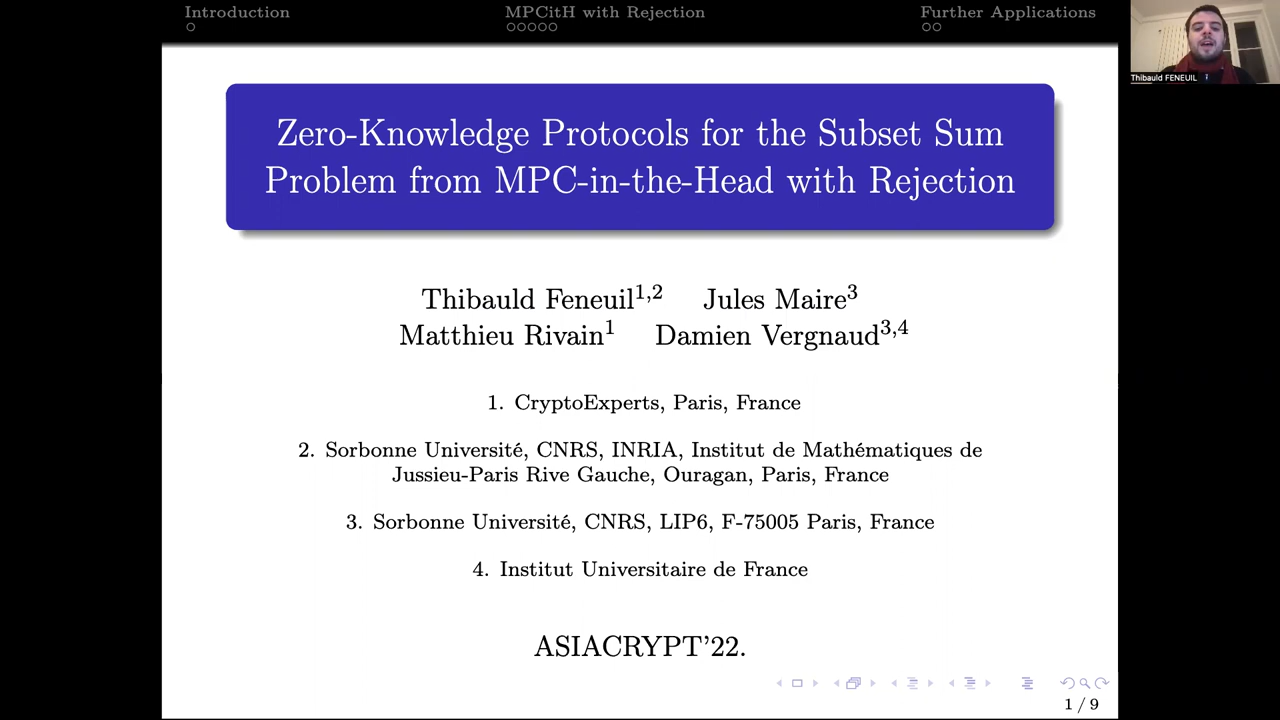 Introduction
MPCitH with Rejection
Further Applications
Thibauld FENEUIL
Zero-Knowledge Protocols for the Subset Sum
Problem from MPC-in-the-Head with Rejection
Thibauld Feneuil1,2 Jules Maire3
Matthieu Rivain1 Damien Vergnaud3,4
1. CryptoExperts, Paris, France
2. Sorbonne Université, CNRS, INRIA, Institut de Mathématiques de
Jussieu-Paris Rive Gauche, Ouragan, Paris, France
3. Sorbonne Université, CNRS, LIP6, F-75005 Paris, France
4. Institut Universitaire de France
ASIACRYPT'22.
1 / 9